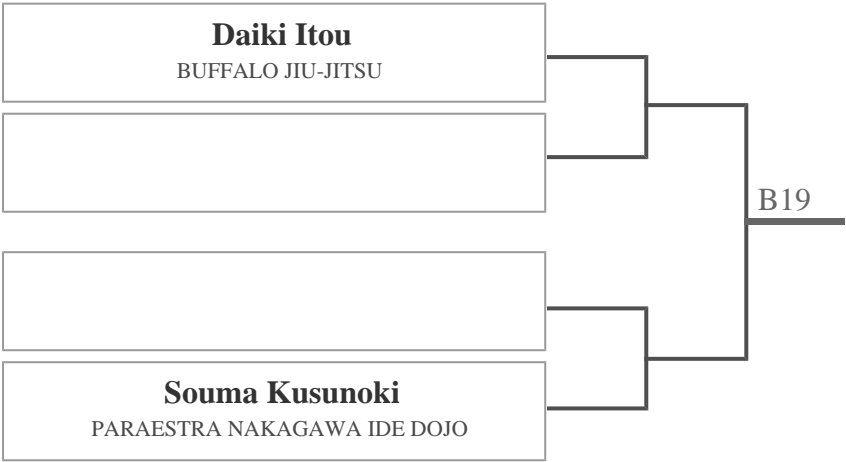 Daiki Itou
BUFFALO JIU-JITSU
B19
Souma Kusunoki
PARAESTRA NAKAGAWA IDE DOJO